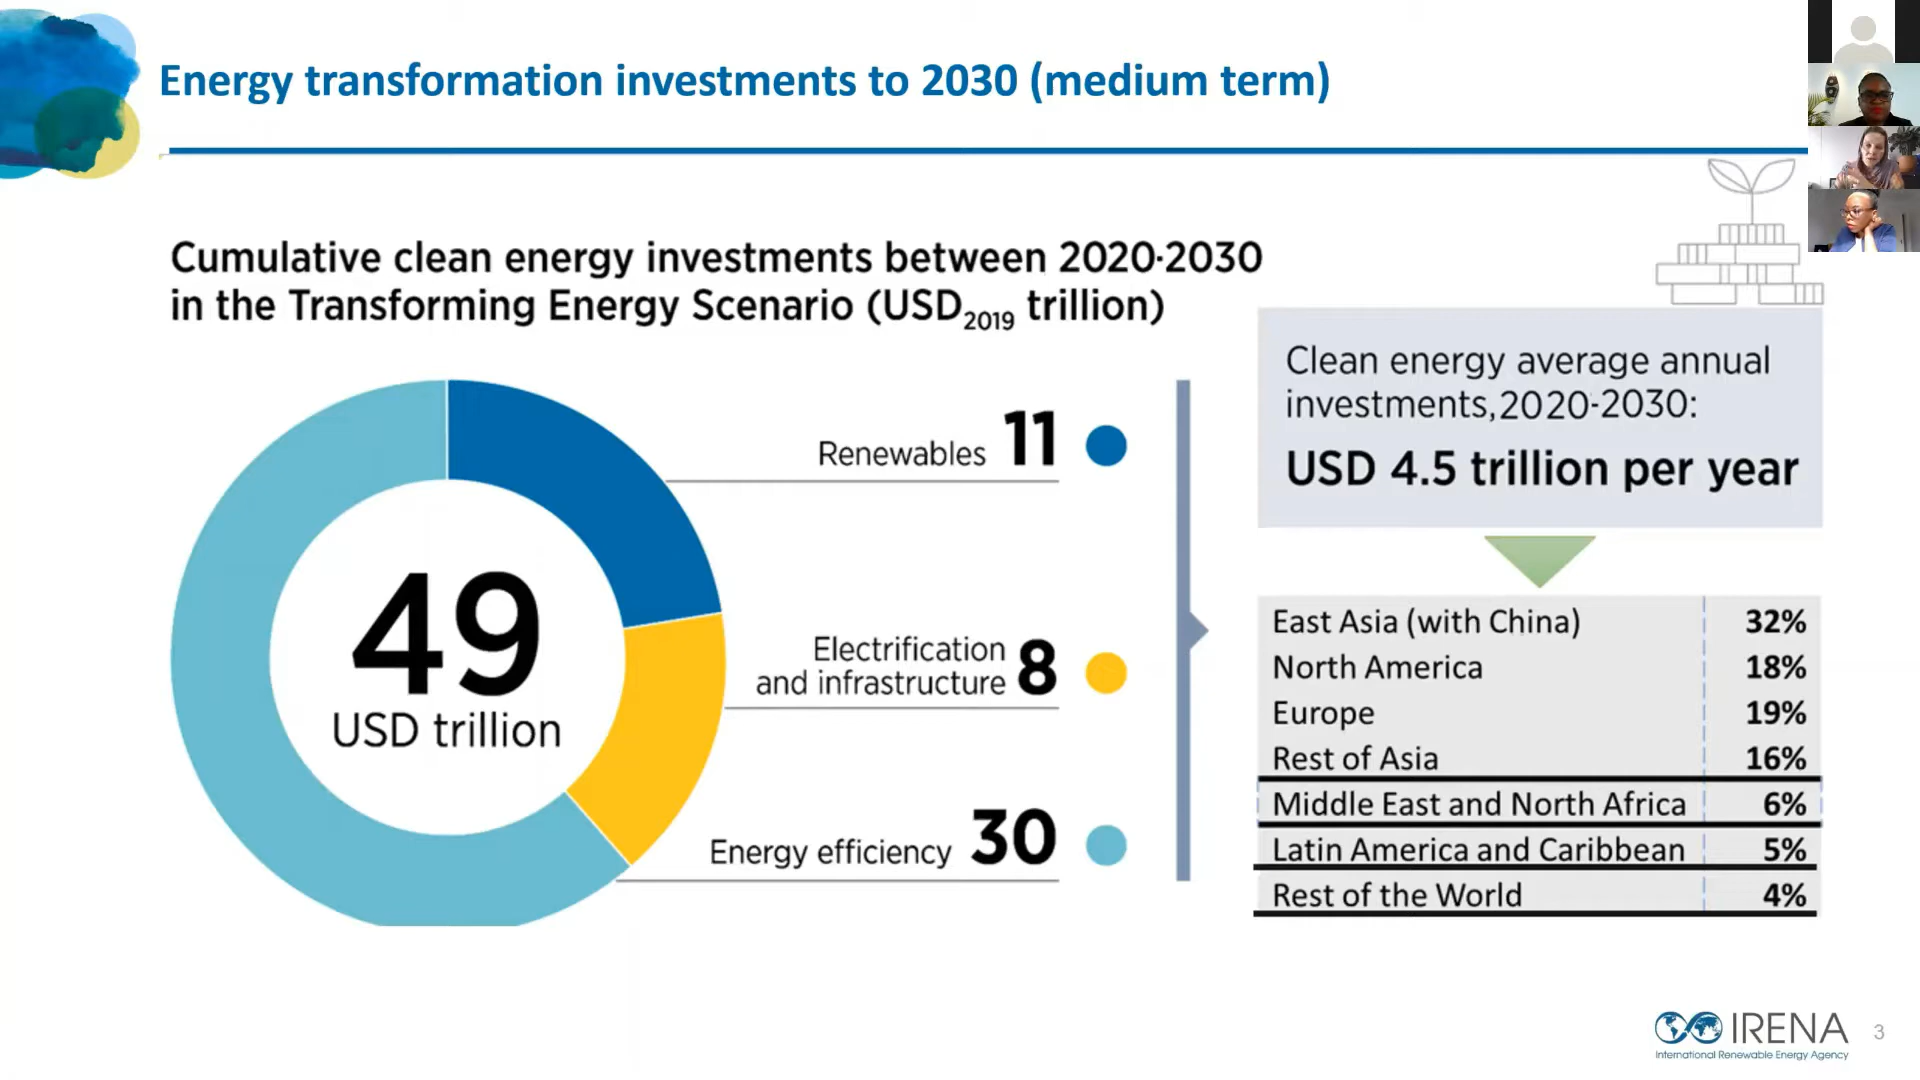 Energy transformation investments to 2030 (medium term)
Cumulative clean energy investments between 2020-2030
in the Transforming Energy Scenario (USD2019 trillion)
49
USD trillion
Renewables 11
Electrification
and infrastructure 8
Energy efficiency 30
Clean energy average annual
investments,2020-2030:
USD 4.5 trillion per year
East Asia (with China) 32%
North America 18%
Europe 19%
Rest of Asia 16%
Middle East and North Africa 6%
Latin America and Caribbean 5%
Rest of the World 4%
IRENA
International Renewable Energy Agency
3